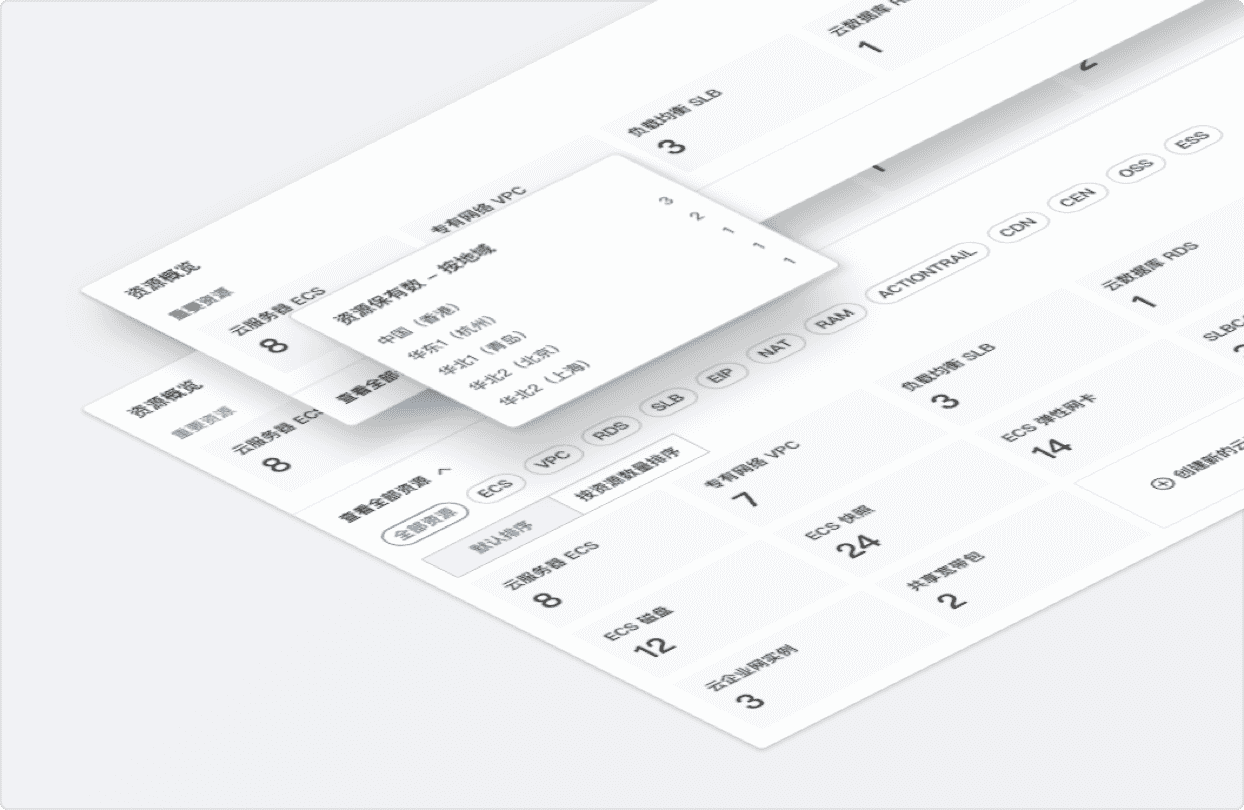 资源概览
重要资源
云服务器 ECS
8
专有网络 VPC
负载均衡 SLB
3
云数据库
1
查看全部
资源保有数 – 按地域
中国（香港） 3
华东1（杭州） 2
华北1（青岛） 1
华北2（北京） 1
华北2（上海） 1
资源概览
重要资源
云服务器 ECS
8
查看全部资源
全部资源 ECS VPC RDS SLB EIP NAT RAM ACTIONTRAIL CDN CEN OSS ESS
默认排序 按资源数量排序
云服务器 ECS
8
专有网络 VPC
7
负载均衡 SLB
3
云数据库 RDS
1
ECS 磁盘
12
ECS 快照
24
ECS 弹性网卡
14
云企业网实例
3
共享宽带包
2
创建新的云